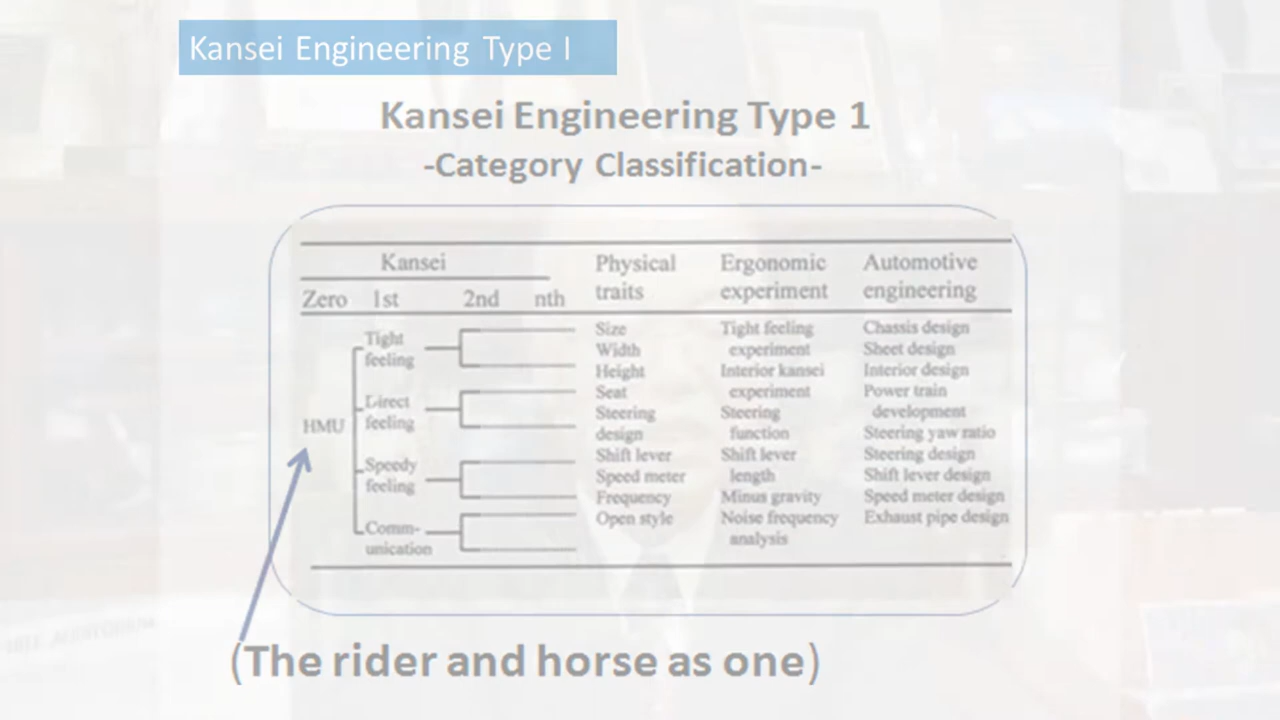 Kansei Engineering Type I
Kansei Engineering Type 1
-Category Classification-
Kansei Physical traits Ergonomic experiment Automotive engineering
Zero 1st 2nd nth
HMU
Tight feeling
Direct feeling
Speedy feeling
Comm-
unication
Size
Width
Height
Seat
Steering
design
Shift lever
Speed meter
Frequency
Open style
Tight feeling
experiment
Interior kansei
experiment
Steering
function
Shift lever
length
Minus gravity
Noise frequency
analysis
Chassis design
Sheet design
Interior design
Power train
development
Steering yaw ratio
Steering design
Shift lever design
Speed meter design
Exhaust pipe design
(The rider and horse as one)